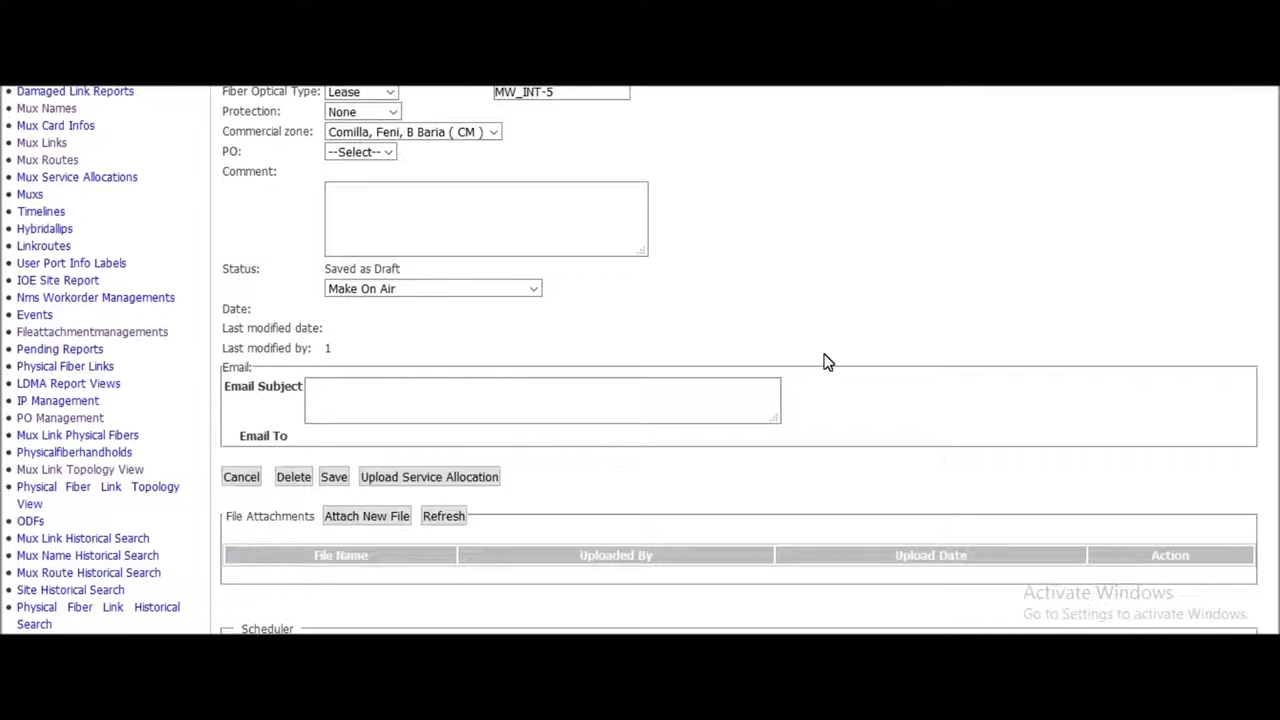 Damaged Link Reports
Mux Names
Mux Card Infos
Mux Links
Mux Routes
Mux Service Allocations
Muxs
Timelines
Hybridallips
Linkroutes
User Port Info Labels
IOE Site Report
Nms Workorder Managements
Events
Fileattachmentmanagements
Pending Reports
Physical Fiber Links
LDMA Report Views
IP Management
PO Management
Mux Link Physical Fibers
Physicalfiberhandholds
Mux Link Topology View
Physical Fiber Link Topology
View
ODFs
Mux Link Historical Search
Mux Name Historical Search
Mux Route Historical Search
Site Historical Search
Physical Fiber Link Historical
Search
Fiber Optical Type: Lease MW_INT-5
Protection: None
Commercial zone: Comilla, Feni, B Baria ( CM )
PO: --Select--
Comment:
Status: Saved as Draft
Make On Air
Date:
Last modified date:
Last modified by: 1
Email:
Email Subject
Email To
Cancel Delete Save Upload Service Allocation
File Attachments Attach New File Refresh
File Name Uploaded By Upload Date Action
Activate Windows
Go to Settings to activate Windows.
Scheduler